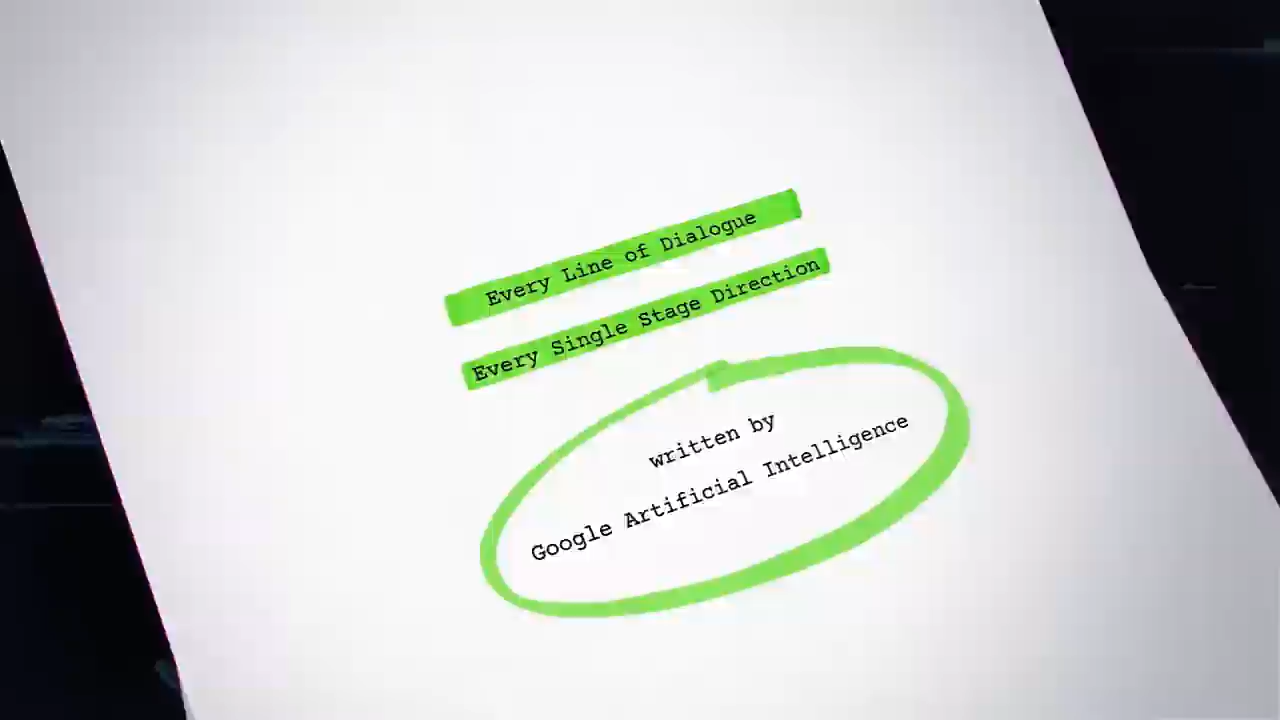 Every Line of Dialogue
Every Single Stage Direction
written by
Google Artificial Intelligence